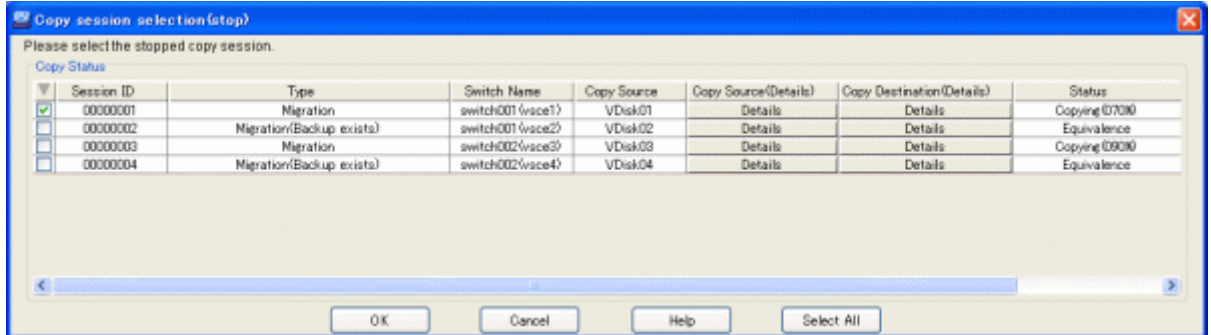 Copy session selection(stop)
Please select the stopped copy session.
Copy Status
Session ID Type Switch Name Copy Source Copy Source(Details) Copy Destination(Details) Status
00000001 Migration switch001(vsce1) VDisk01 Details Details Copying(070%)
00000002 Migration(Backup exists) switch001(vsce2) VDisk02 Details Details Equivalence
00000003 Migration switch002(vsce3) VDisk03 Details Details Copying(090%)
00000004 Migration(Backup exists) switch002(vsce4) VDisk04 Details Details Equivalence
OK Cancel Help Select All